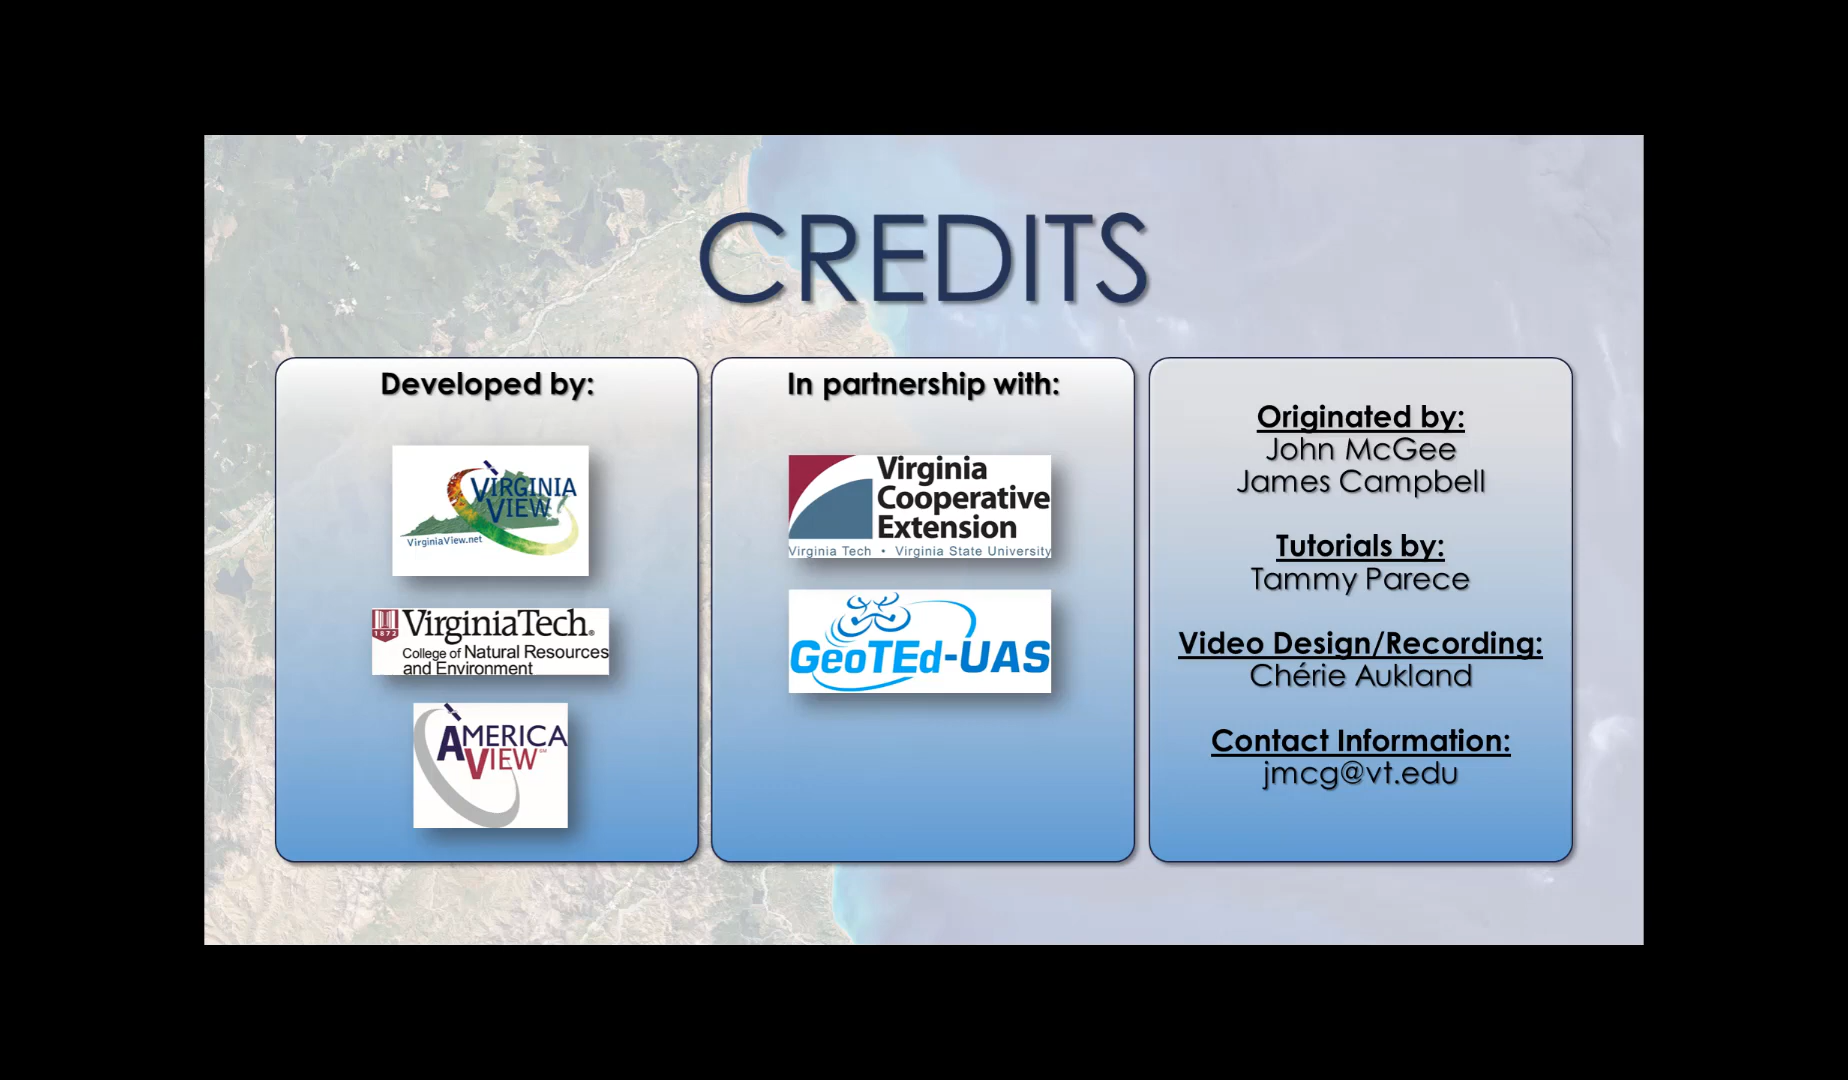 CREDITS
Developed by:
VIRGINIA
VIEW
VirginiaView.net
VirginiaTech®
1872
College of Natural Resources
and Environment
AMERICA
VIEW℠
In partnership with:
Virginia
Cooperative
Extension
Virginia Tech • Virginia State University
GeoTEd-UAS
Originated by:
John McGee
James Campbell
Tutorials by:
Tammy Parece
Video Design/Recording:
Chérie Aukland
Contact Information:
jmcg@vt.edu